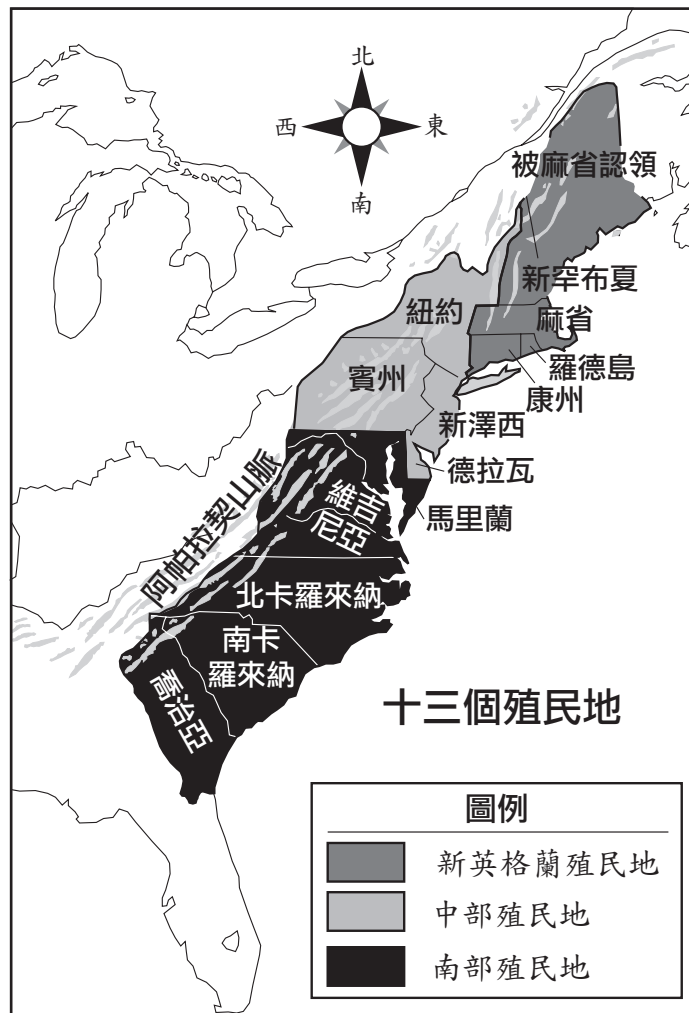 北
西
東
南
被麻省認領
新罕布夏
紐約
麻省
羅德島
康州
賓州
新澤西
德拉瓦
馬里蘭
阿帕拉契山脈
維吉
尼亞
北卡羅來納
南卡
羅來納
喬治亞
十三個殖民地
圖例
新英格蘭殖民地
中部殖民地
南部殖民地